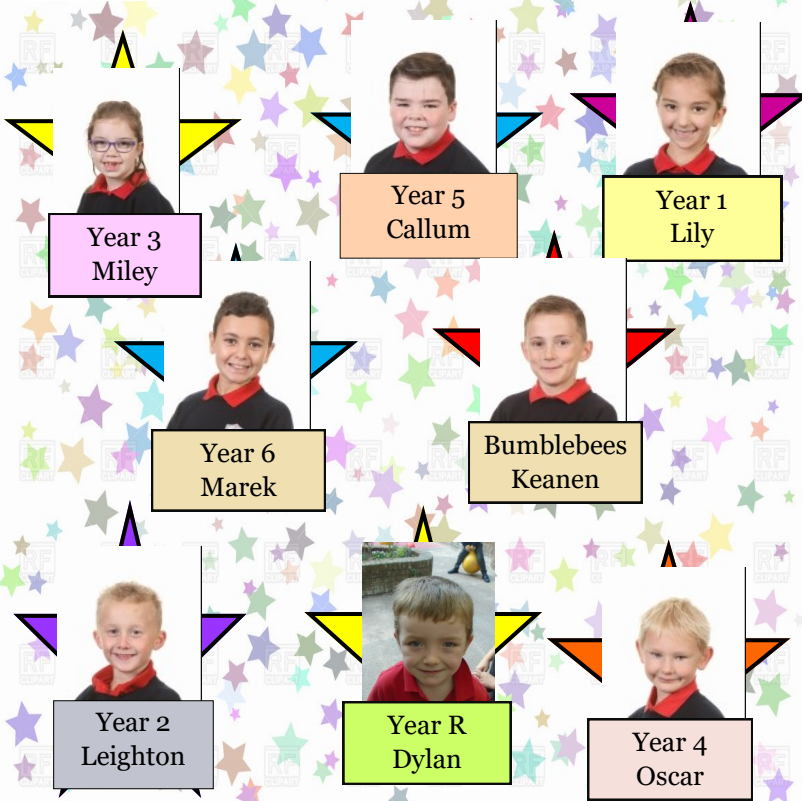 Year 3
Miley
Year 5
Callum
Year 1
Lily
Year 6
Marek
Bumblebees
Keanen
Year 2
Leighton
Year R
Dylan
Year 4
Oscar